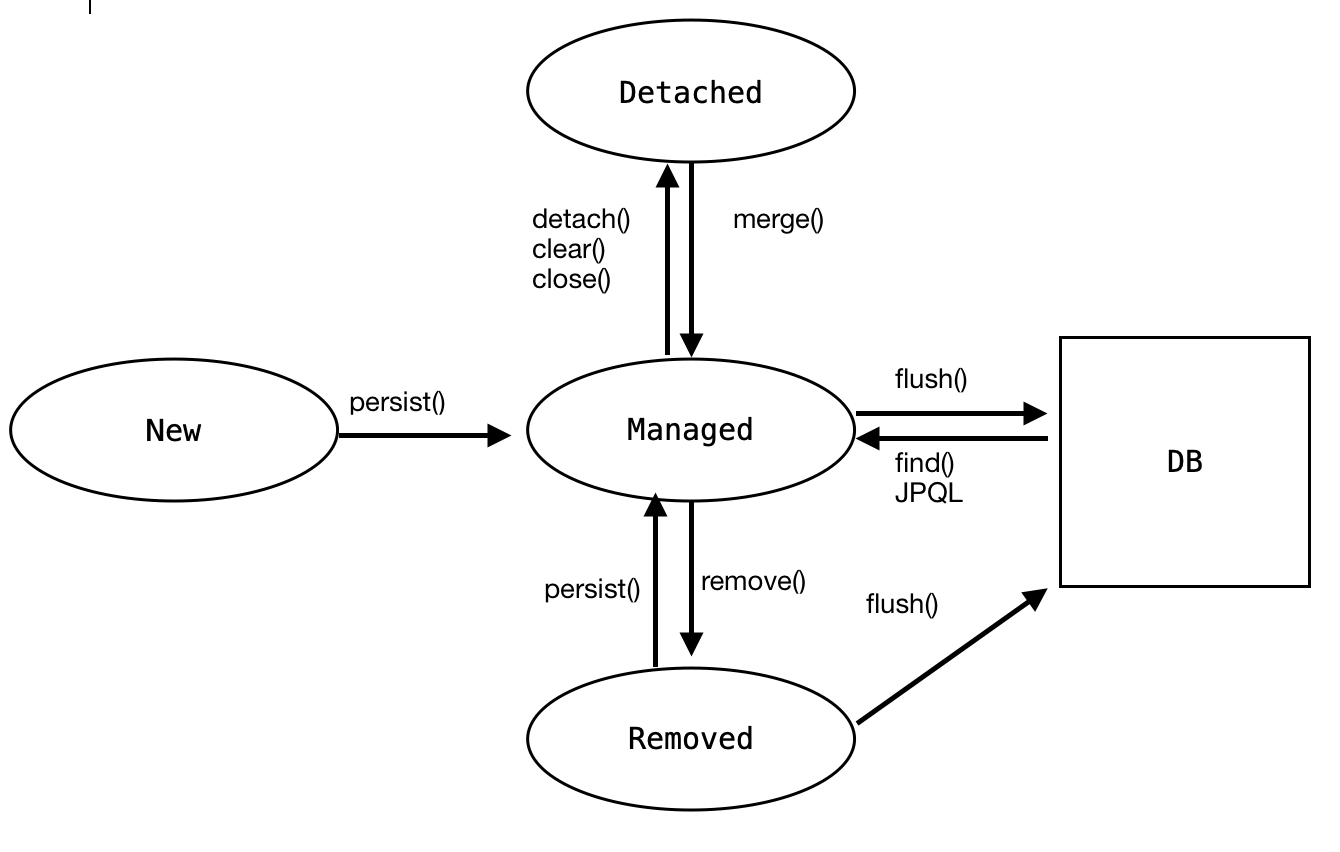 Detached
detach()
clear()
close()
merge()
New
persist()
Managed
flush()
find()
JPQL
DB
persist()
remove()
flush()
Removed